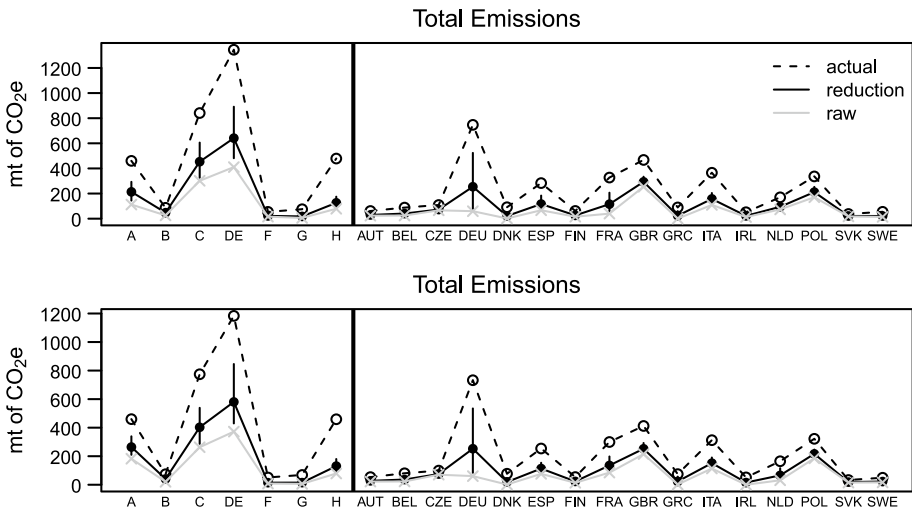 Total Emissions
mt of CO₂e
1200
1000
800
600
400
200
0
actual
reduction
raw
A B C DE F G H AUT BEL CZE DEU DNK ESP FIN FRA GBR GRC ITA IRL NLD POL SVK SWE
Total Emissions
mt of CO₂e
1200
1000
800
600
400
200
0
A B C DE F G H AUT BEL CZE DEU DNK ESP FIN FRA GBR GRC ITA IRL NLD POL SVK SWE